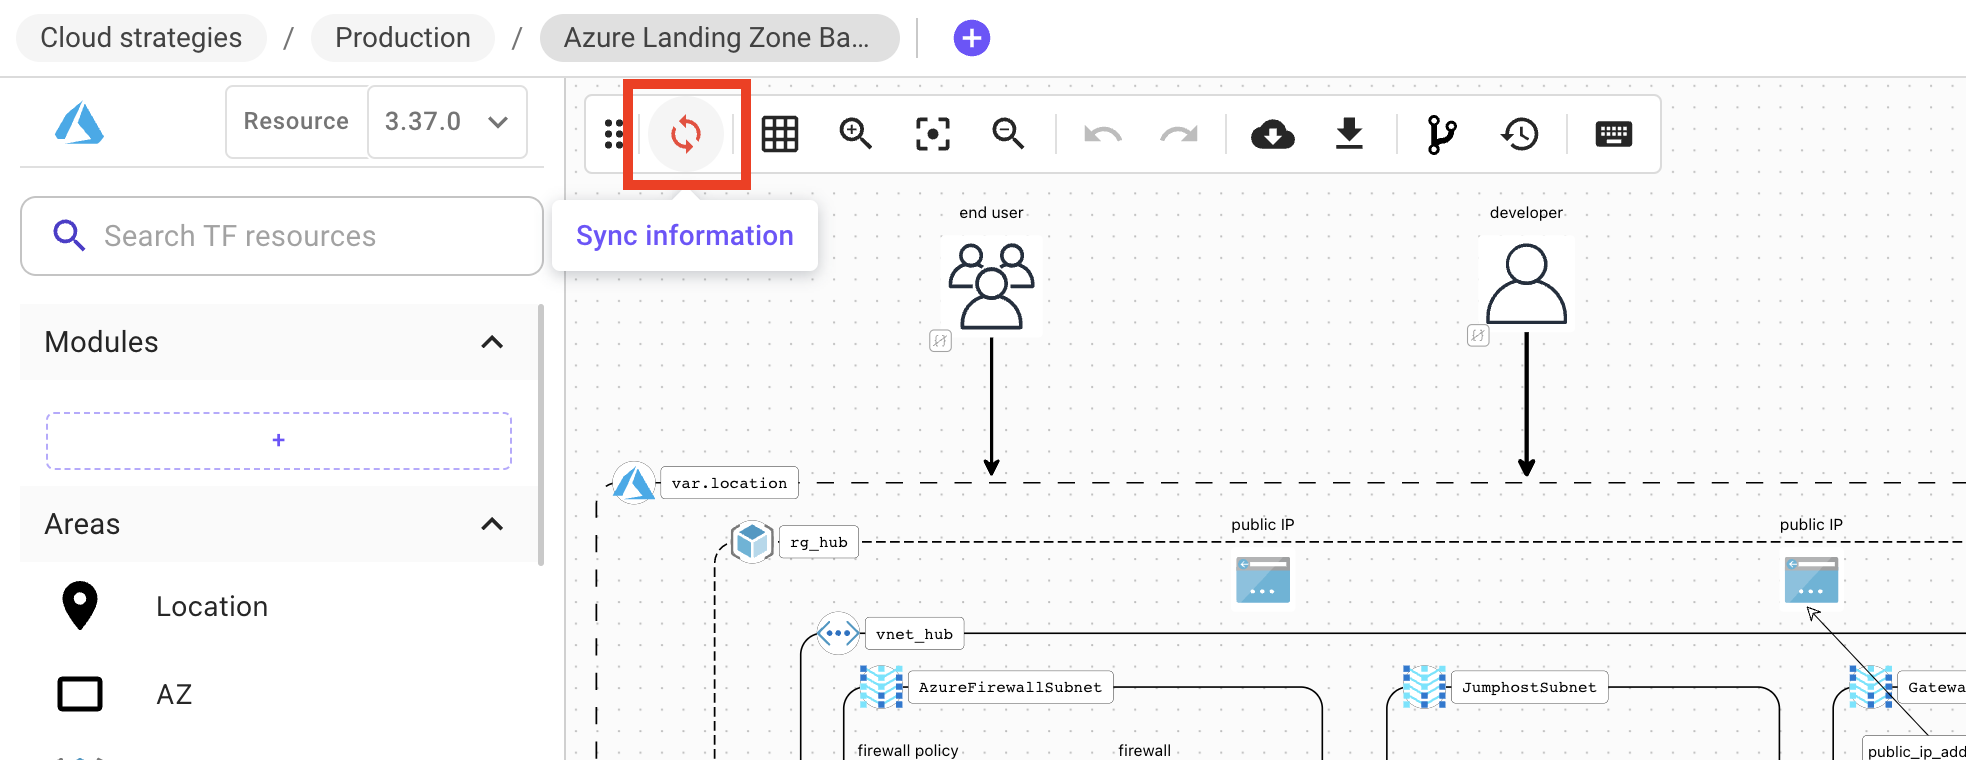 Cloud strategies / Production / Azure Landing Zone Ba...
Resource 3.37.0
Search TF resources
Sync information
Modules
+
Areas
Location
AZ
end user
developer
var.location
public IP
public IP
rg_hub
vnet_hub
AzureFirewallSubnet
JumphostSubnet
Gatewa
firewall policy
firewall
public_ip_add